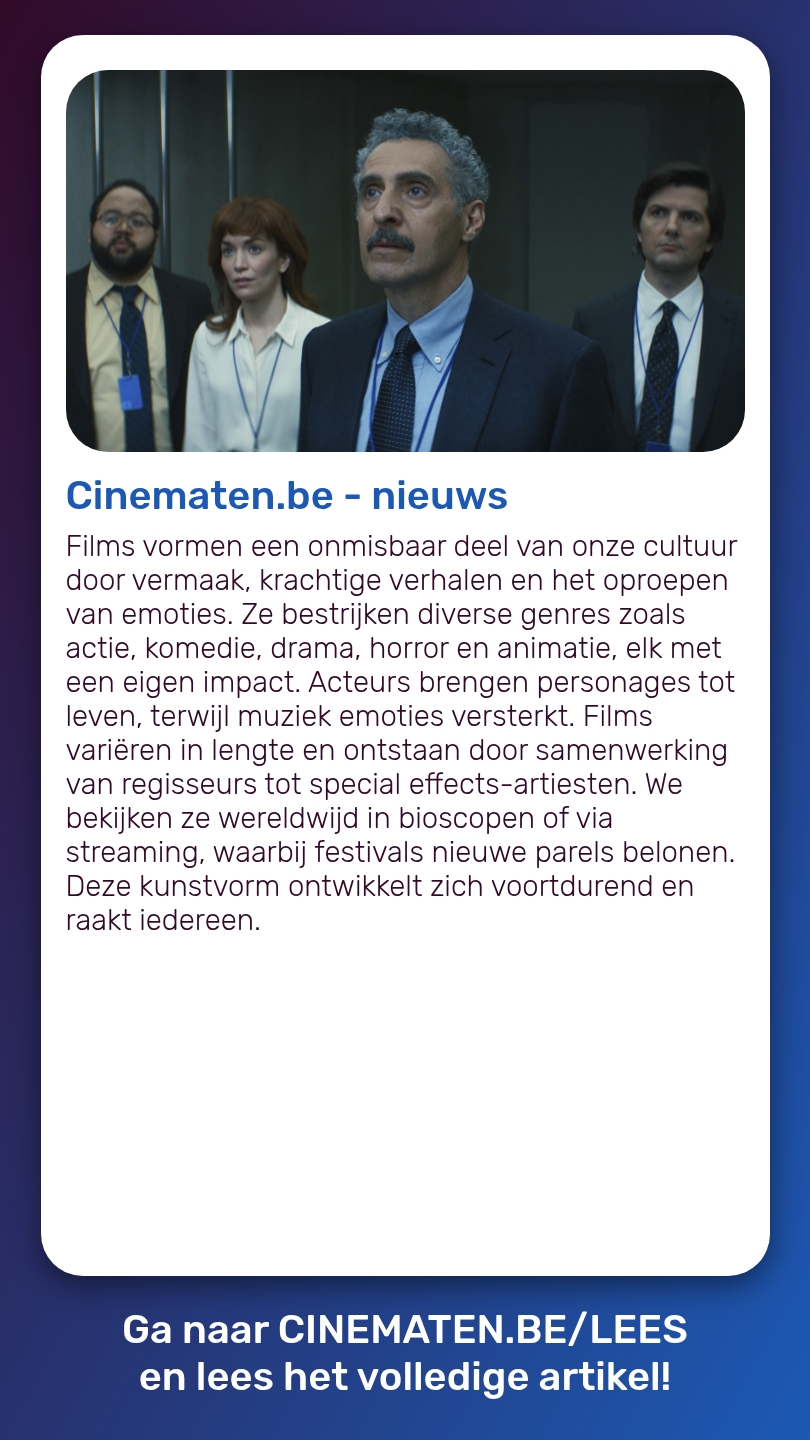 Cinematen.be - nieuws
Films vormen een onmisbaar deel van onze cultuur
door vermaak, krachtige verhalen en het oproepen
van emoties. Ze bestrijken diverse genres zoals
actie, komedie, drama, horror en animatie, elk met
een eigen impact. Acteurs brengen personages tot
leven, terwijl muziek emoties versterkt. Films
variëren in lengte en ontstaan door samenwerking
van regisseurs tot special effects-artiesten. We
bekijken ze wereldwijd in bioscopen of via
streaming, waarbij festivals nieuwe parels belonen.
Deze kunstvorm ontwikkelt zich voortdurend en
raakt iedereen.
Ga naar CINEMATEN.BE/LEES
en lees het volledige artikel!